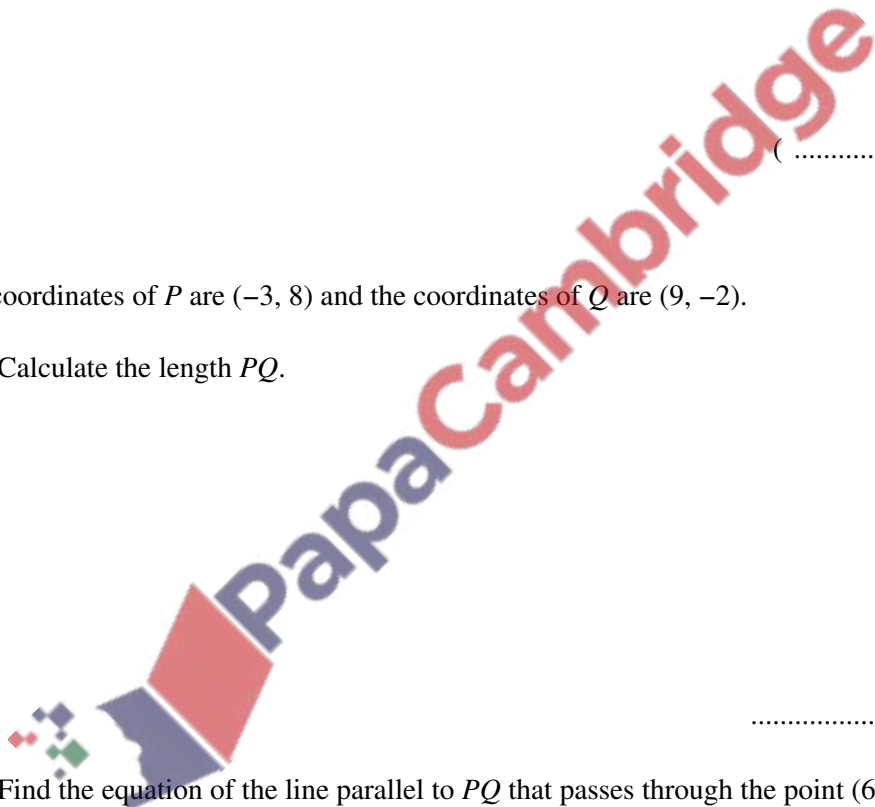 ( ...........
coordinates of P are (−3, 8) and the coordinates of Q are (9, −2).
Calculate the length PQ.
PapaCambridge
.................
Find the equation of the line parallel to PQ that passes through the point (6